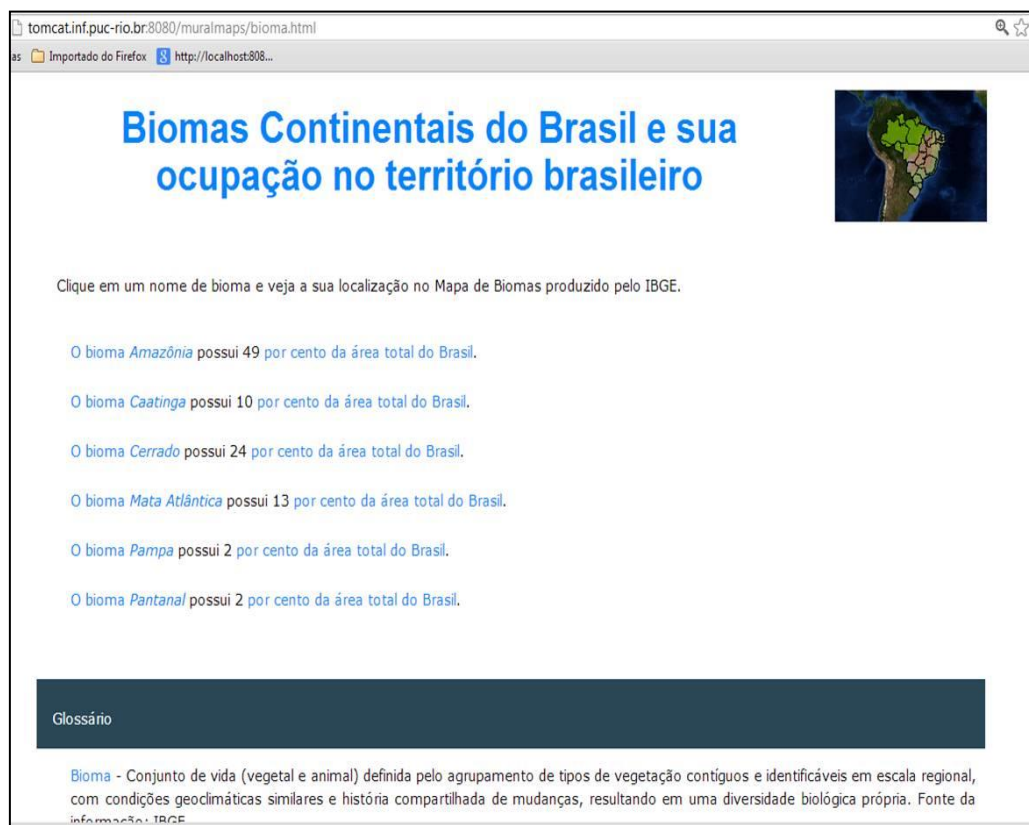 tomcat.inf.puc-rio.br:8080/muralmaps/bioma.html
as Importado do Firefox 8 http://localhost:808...
Biomas Continentais do Brasil e sua
ocupação no território brasileiro
Clique em um nome de bioma e veja a sua localização no Mapa de Biomas produzido pelo IBGE.
O bioma Amazônia possui 49 por cento da área total do Brasil.
O bioma Caatinga possui 10 por cento da área total do Brasil.
O bioma Cerrado possui 24 por cento da área total do Brasil.
O bioma Mata Atlântica possui 13 por cento da área total do Brasil.
O bioma Pampa possui 2 por cento da área total do Brasil.
O bioma Pantanal possui 2 por cento da área total do Brasil.
Glossário
Bioma - Conjunto de vida (vegetal e animal) definida pelo agrupamento de tipos de vegetação contíguos e identificáveis em escala regional,
com condições geoclimáticas similares e história compartilhada de mudanças, resultando em uma diversidade biológica própria. Fonte da
informação: IBGE